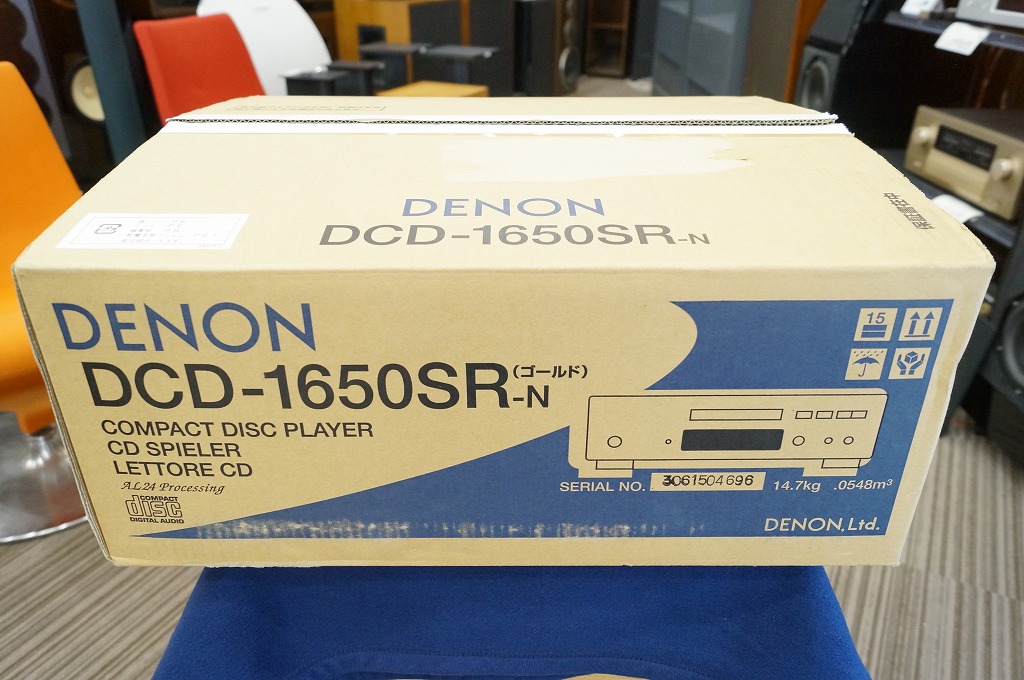 DENON
DCD-1650SR-N
DENON
DCD-1650SR-N
(ゴールド)
COMPACT DISC PLAYER
CD SPIELER
LETTORE CD
AL24 Processing
COMPACT
disc
DIGITAL AUDIO
15
SERIAL NO. 3061504696 14.7kg .0548m³
DENON, Ltd.